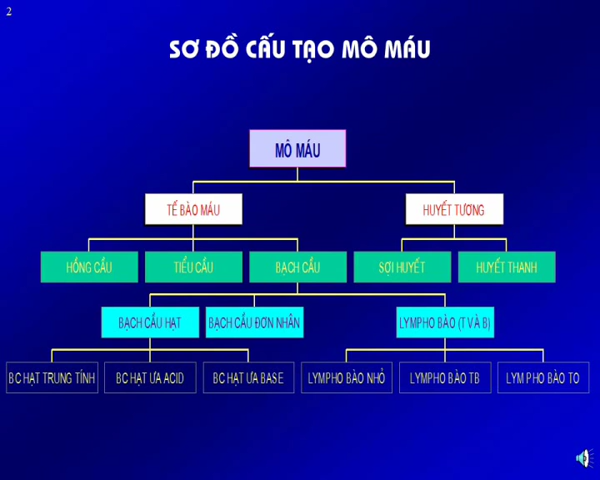 2
SƠ ĐỒ CẤU TẠO MÔ MÁU
MÔ MÁU
TẾ BÀO MÁU
HUYẾT TƯƠNG
HỒNG CẦU
TIỂU CẦU
BẠCH CẦU
SỢI HUYẾT
HUYẾT THANH
BẠCH CẦU HẠT
BẠCH CẦU ĐƠN NHÂN
LYMPHO BÀO (T VÀ B)
BC HẠT TRUNG TÍNH
BC HẠT ƯA ACID
BC HẠT ƯA BASE
LYMPHO BÀO NHỎ
LYMPHO BÀO TB
LYM PHO BÀO TO